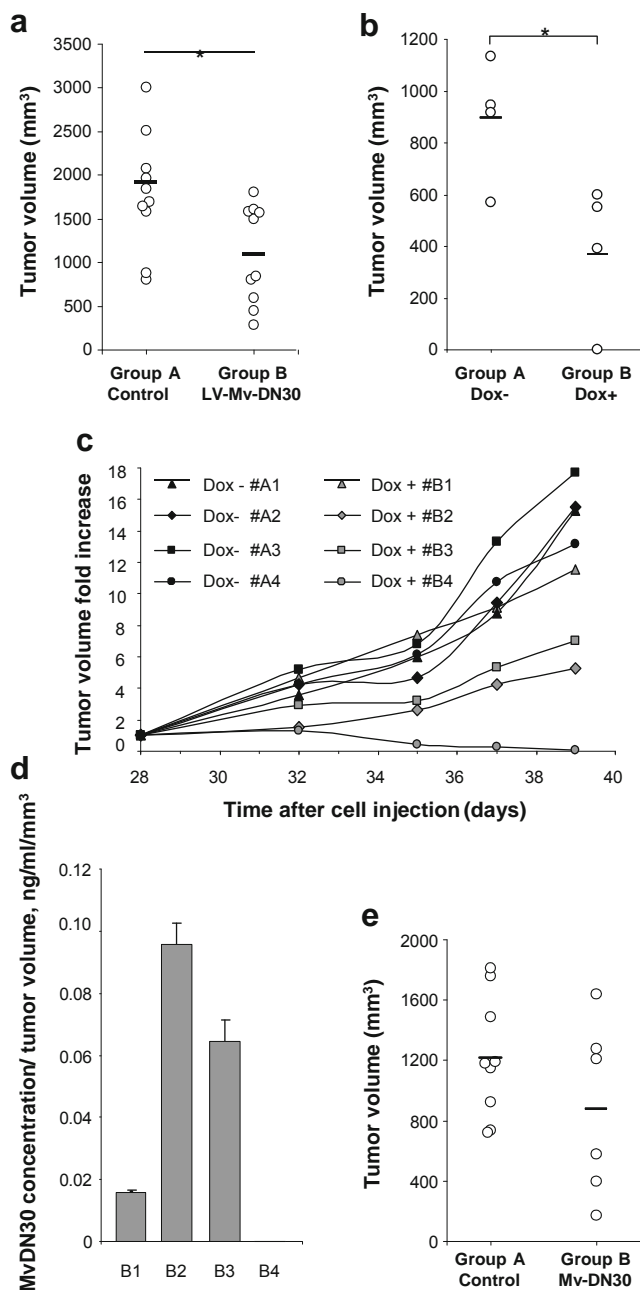 a
Tumor volume (mm³)
3500
3000
2500
2000
1500
1000
500
0
*
Group A
Control
Group B
LV-Mv-DN30
b
Tumor volume (mm³)
1200
1000
800
600
400
200
0
*
Group A
Dox-
Group B
Dox+
c
Tumor volume fold increase
18
16
14
12
10
8
6
4
2
0
Dox - #A1
Dox- #A2
Dox- #A3
Dox- #A4
Dox + #B1
Dox + #B2
Dox + #B3
Dox + #B4
28
30
32
34
36
38
40
Time after cell injection (days)
d
MvDN30 concentration/ tumor volume, ng/ml/mm³
0.12
0.10
0.08
0.06
0.04
0.02
0
B1
B2
B3
B4
e
Tumor volume (mm³)
2000
1600
1200
800
400
0
Group A
Control
Group B
Mv-DN30